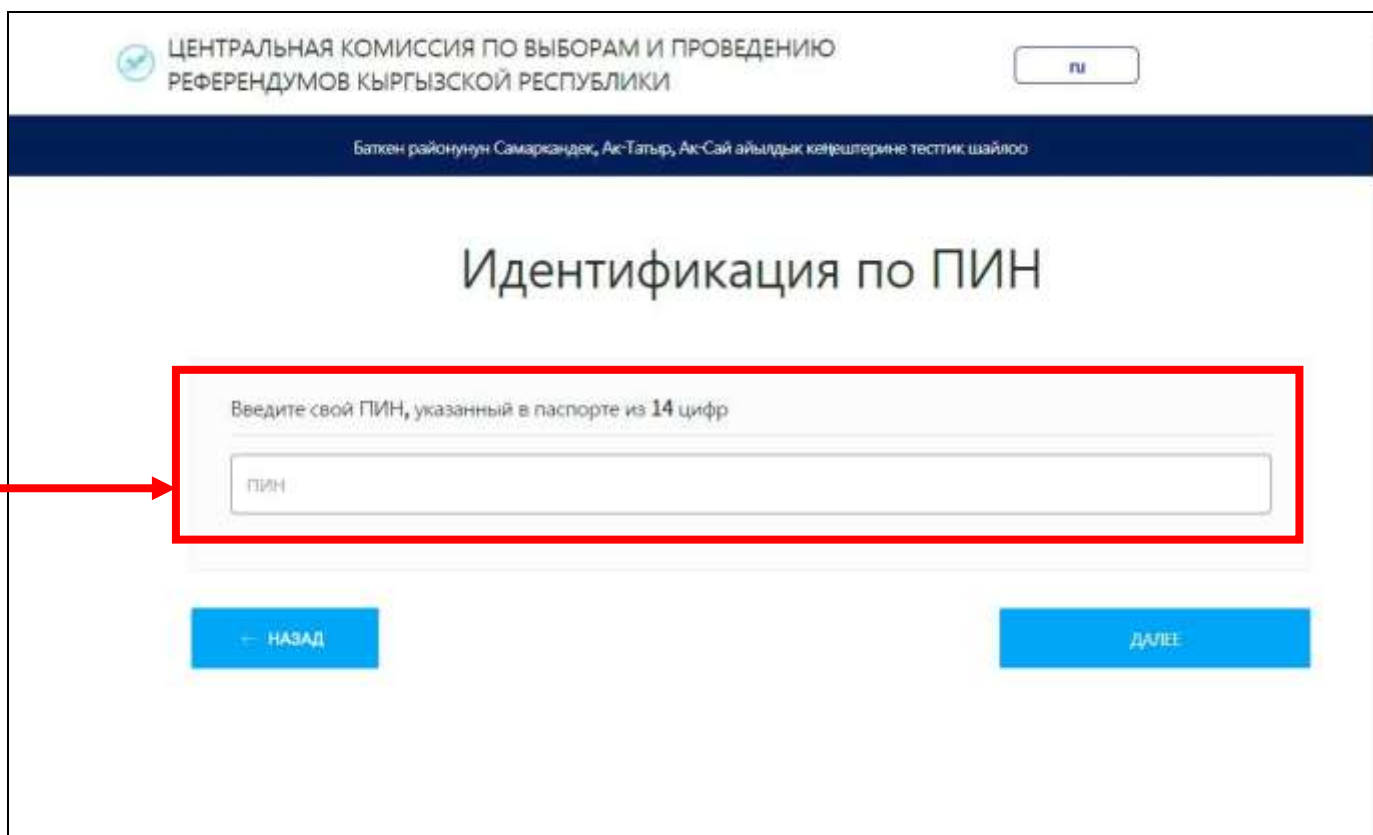 ЦЕНТРАЛЬНАЯ КОМИССИЯ ПО ВЫБОРАМ И ПРОВЕДЕНИЮ
РЕФЕРЕНДУМОВ КЫРГЫЗСКОЙ РЕСПУБЛИКИ
ru
Баткен районунун Самаркандек, Ак-Татыр, Ак-Сай айылдык кеңештерине тесттик шайлоо
Идентификация по ПИН
Введите свой ПИН, указанный в паспорте из 14 цифр
ПИН
← НАЗАД
ДАЛЕЕ